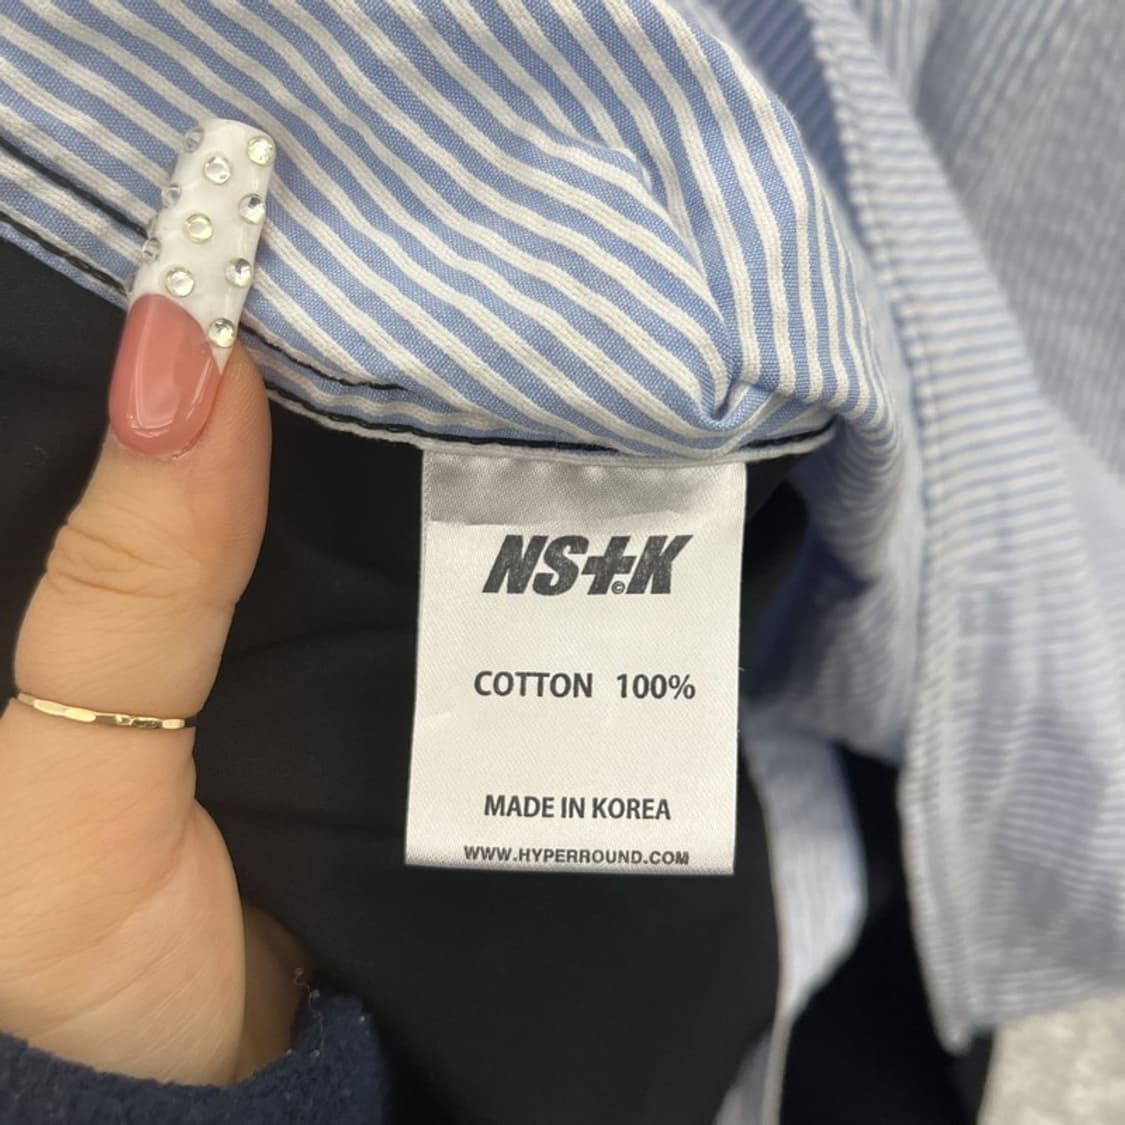 NS+.K
©
COTTON 100%
MADE IN KOREA
WWW.HYPERROUND.COM